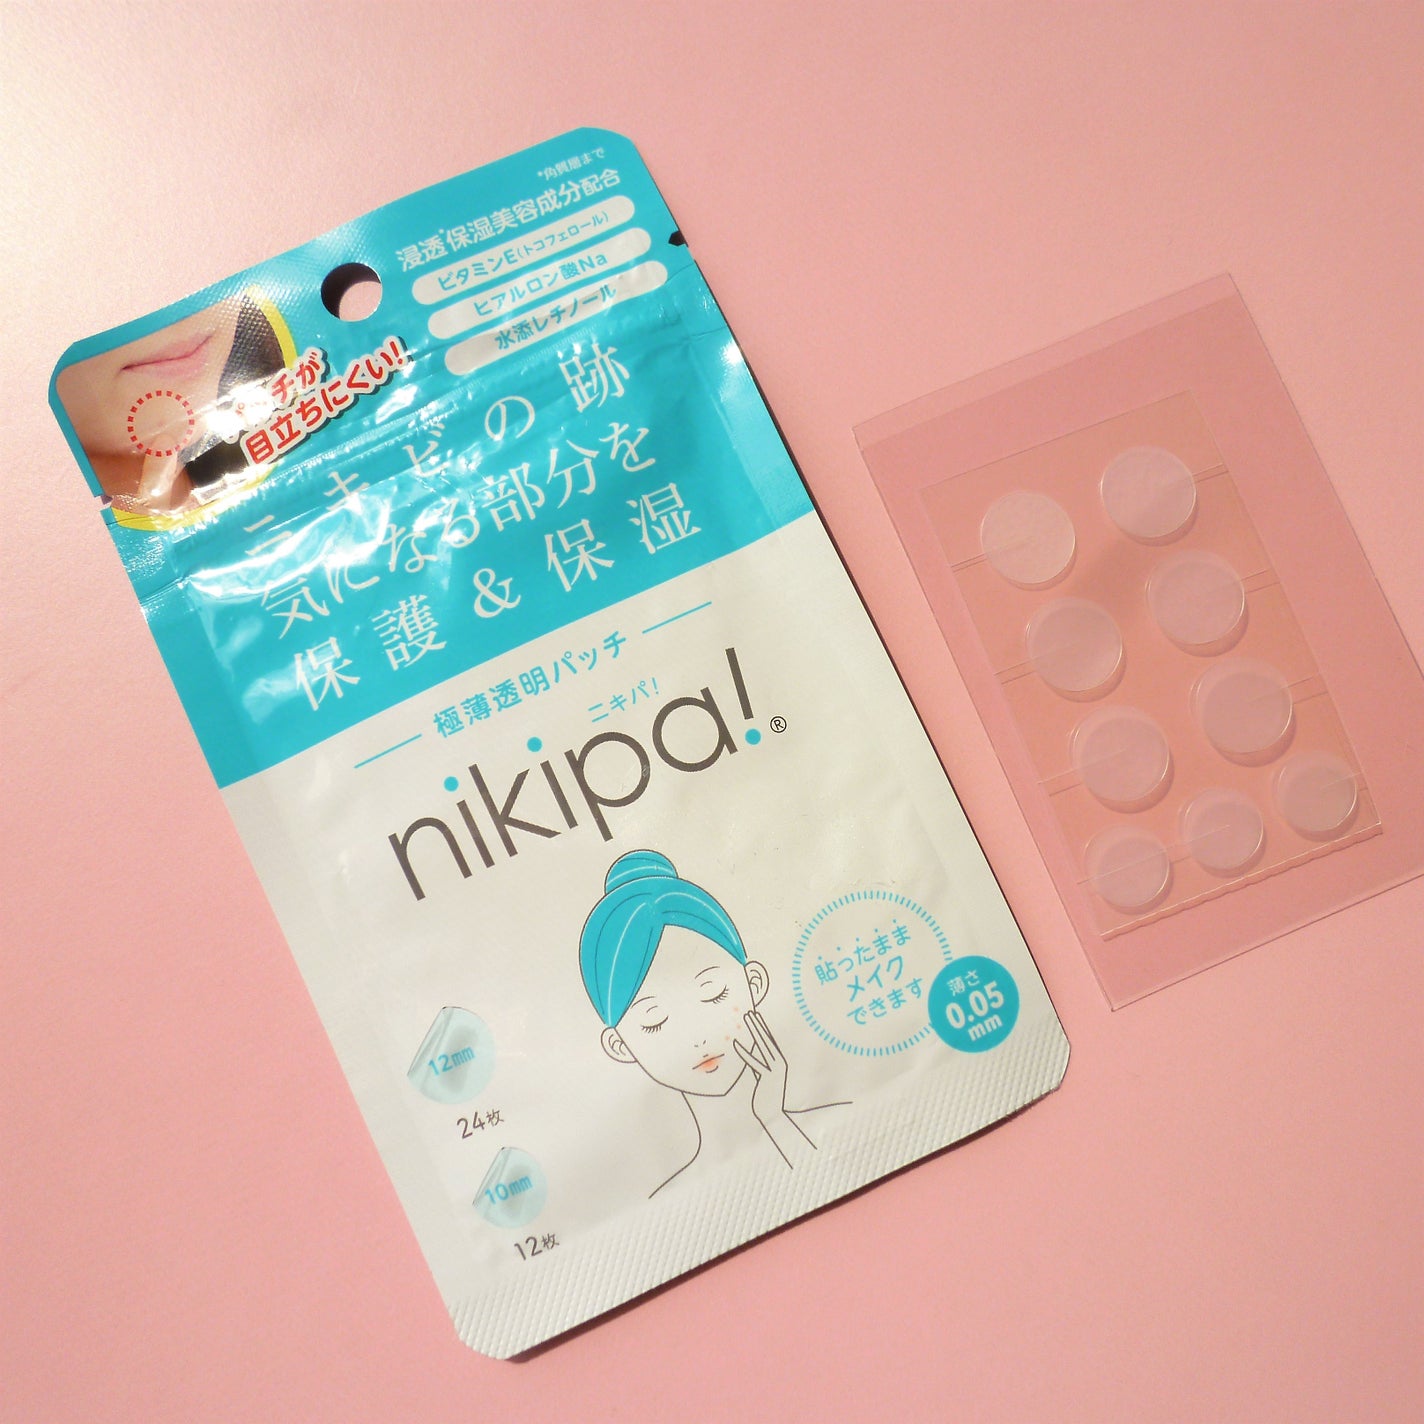 *角質層まで
浸透*保湿美容成分配合
ビタミンE(トコフェロール)
ヒアルロン酸Na
水添レチノール
パッチが
目立ちにくい!
ニキビの跡
気になる部分を
保護&保湿
極薄透明パッチ
ニキパ!
nikipa!®
貼ったまま
メイク
できます
薄さ
0.05
mm
12mm
24枚
10mm
12枚